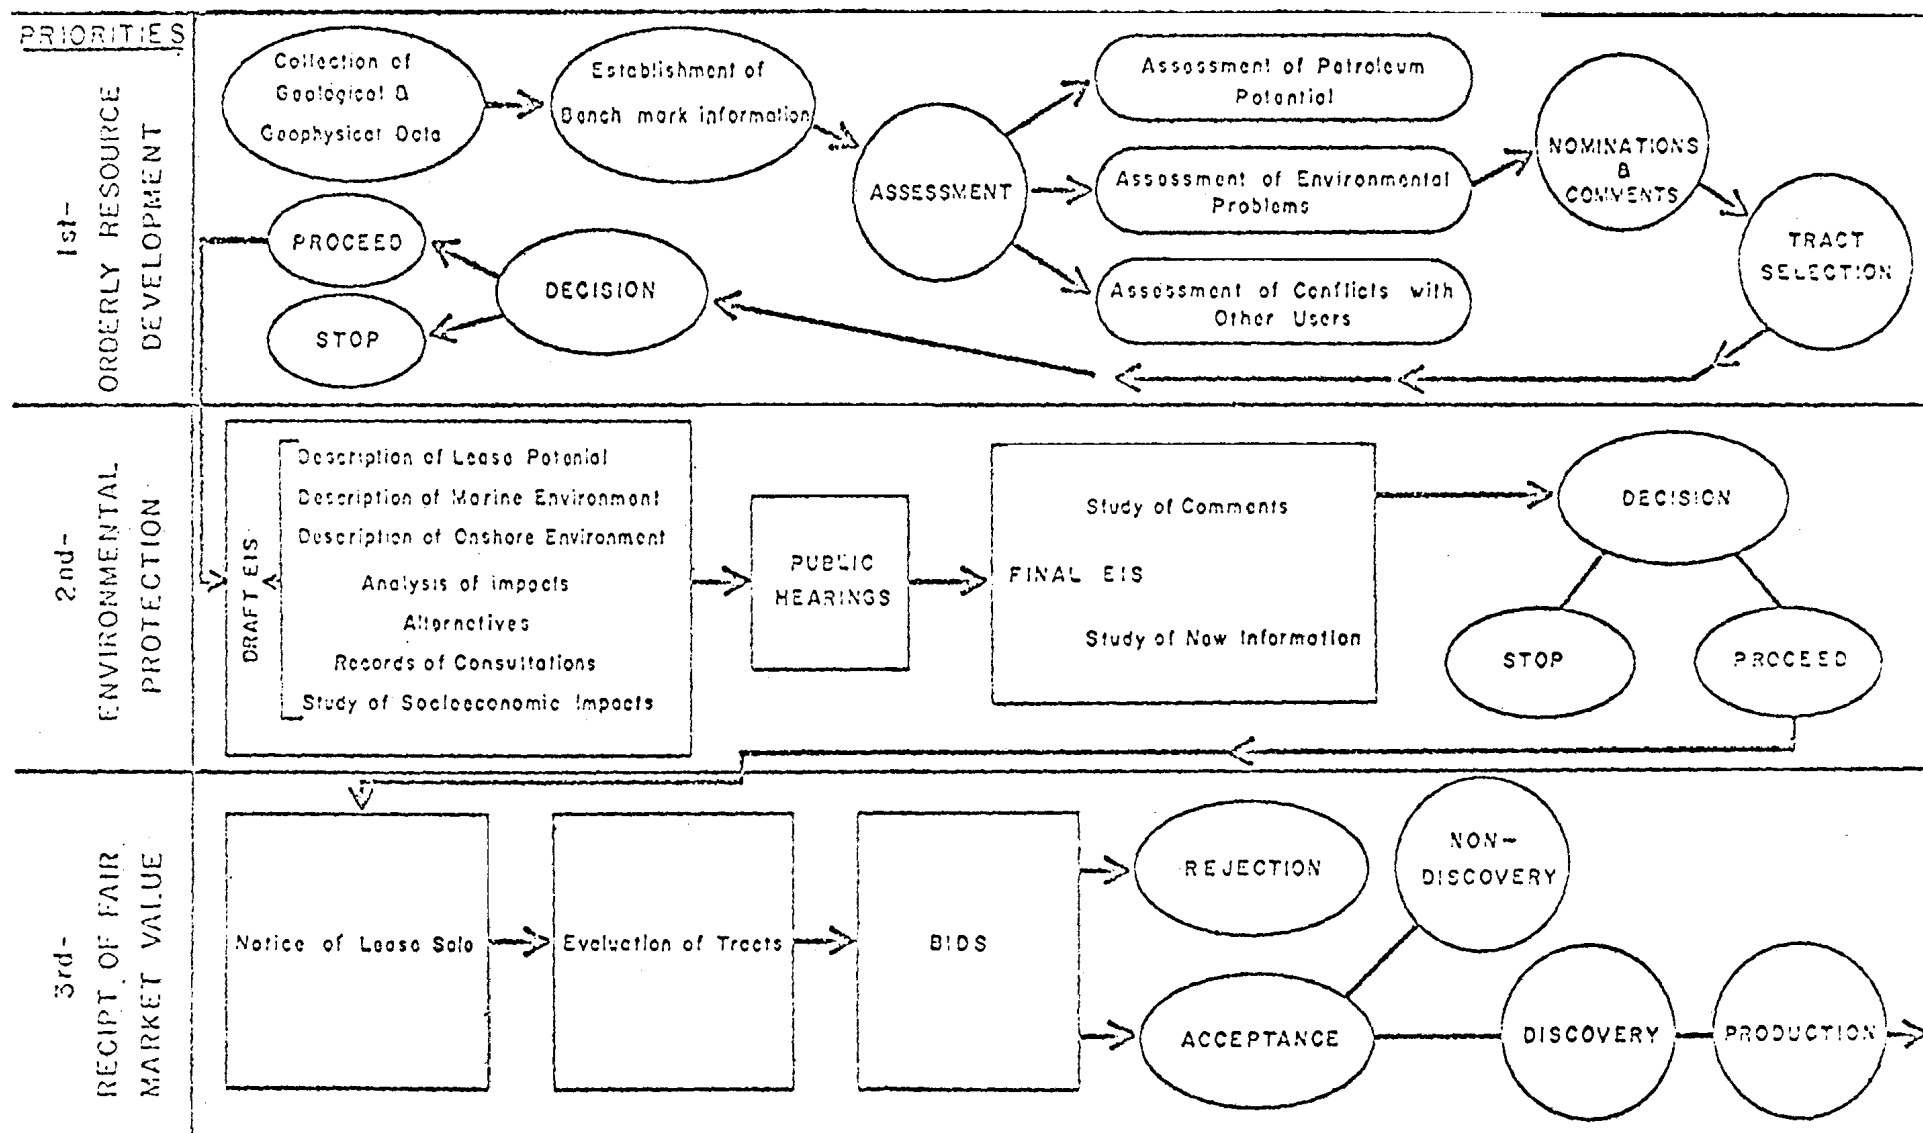 PRIORITIES
1st-
ORDERLY RESOURCE
DEVELOPMENT
Collection of
Geological &
Geophysical Data
Establishment of
Bench mark information
ASSESSMENT
Assessment of Petroleum
Potential
Assessment of Environmental
Problems
Assessment of Conflicts with
Other Users
NOMINATIONS
&
COMMENTS
TRACT
SELECTION
DECISION
PROCEED
STOP
2nd-
ENVIRONMENTAL
PROTECTION
DRAFT EIS
Description of Lease Potenial
Description of Marine Environment
Description of Onshore Environment
Analysis of impacts
Alternatives
Records of Consultations
Study of Socioeconomic Impacts
PUBLIC
HEARINGS
Study of Comments
FINAL EIS
Study of New Information
DECISION
STOP
PROCEED
3rd-
RECIPT OF FAIR
MARKET VALUE
Notice of Lease Sale
Evaluation of Tracts
BIDS
REJECTION
ACCEPTANCE
NON-
DISCOVERY
DISCOVERY
PRODUCTION